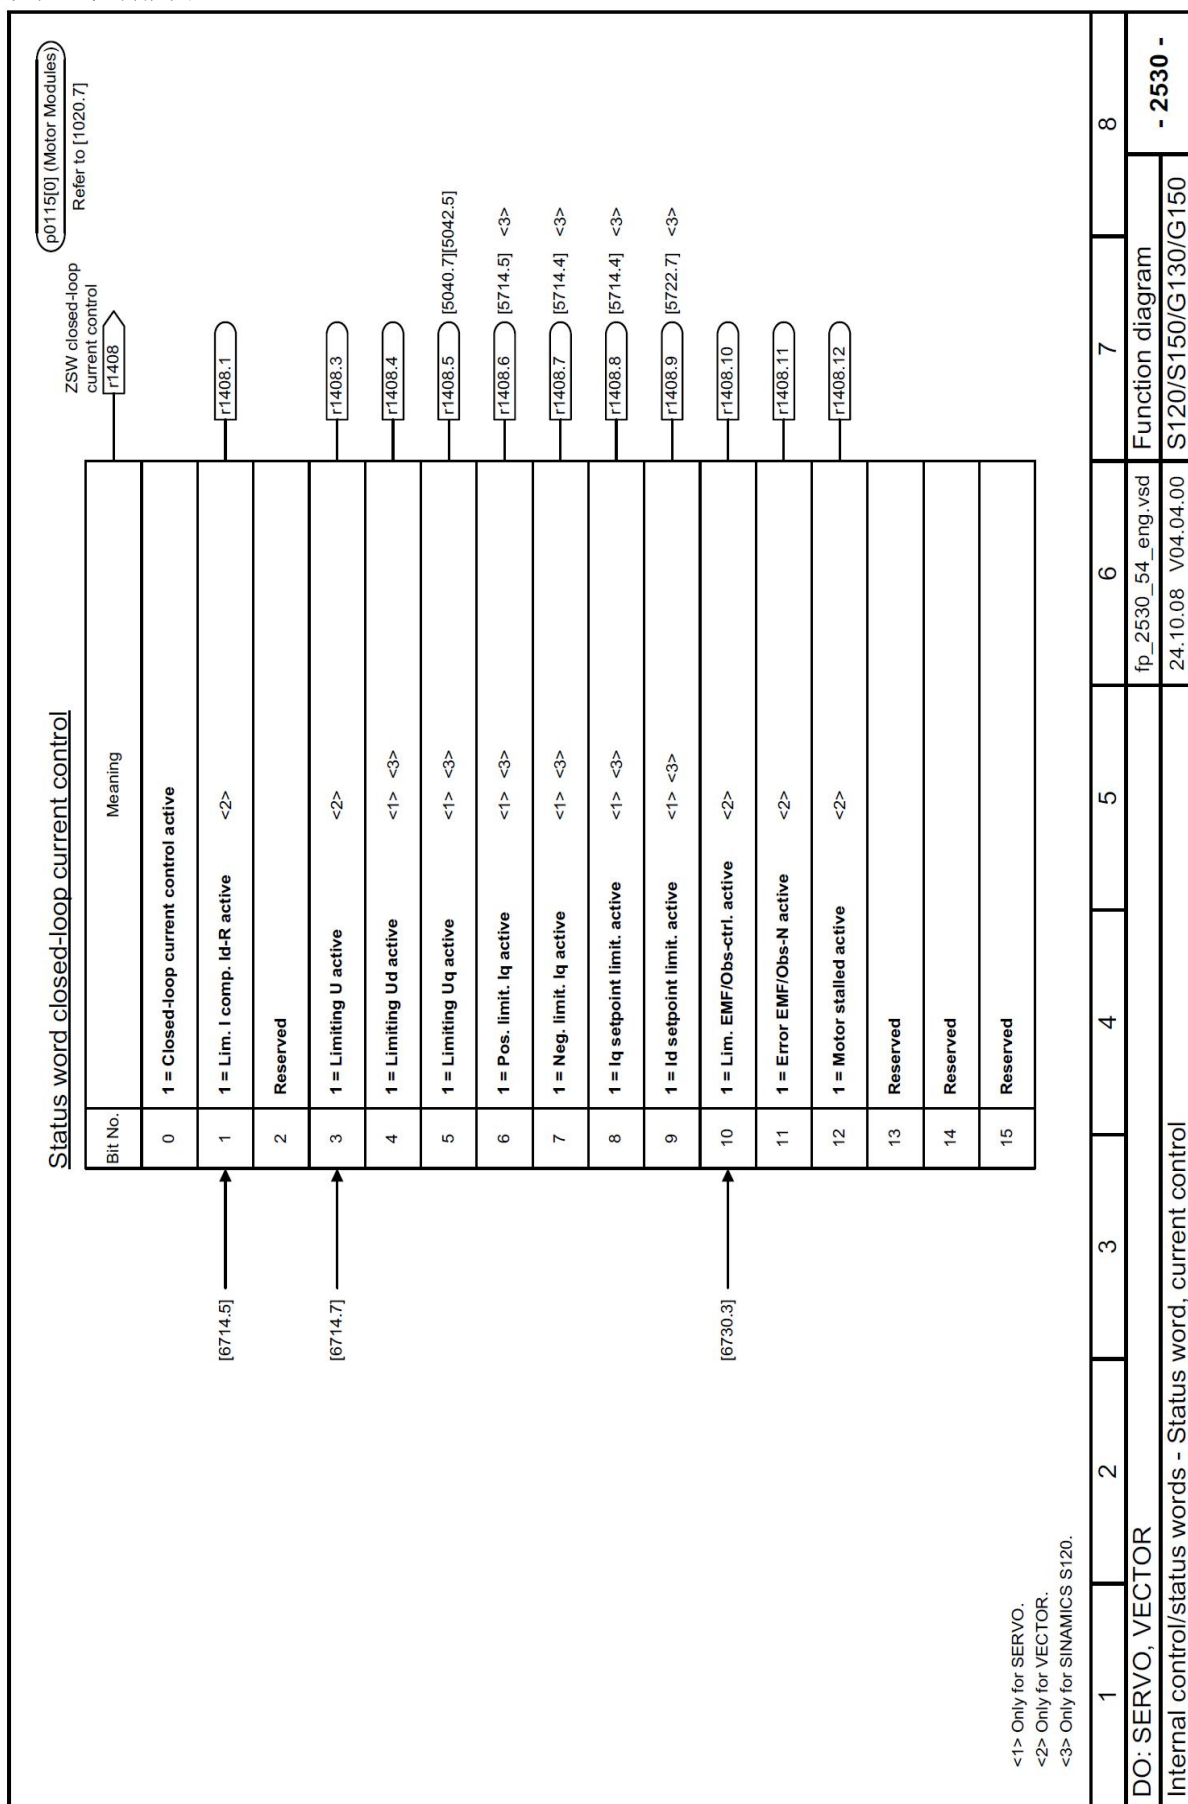 Status word closed-loop current control
p0115[0] (Motor Modules)
Refer to [1020.7]
ZSW closed-loop
current control
Bit No. Meaning r1408
0 1 = Closed-loop current control active
[6714.5] 1 1 = Lim. I comp. Id-R active <2> r1408.1
2 Reserved
[6714.7] 3 1 = Limiting U active <2> r1408.3
4 1 = Limiting Ud active <1> <3> r1408.4
5 1 = Limiting Uq active <1> <3> r1408.5 [5040.7][5042.5]
6 1 = Pos. limit. Iq active <1> <3> r1408.6 [5714.5] <3>
7 1 = Neg. limit. Iq active <1> <3> r1408.7 [5714.4] <3>
8 1 = Iq setpoint limit. active <1> <3> r1408.8 [5714.4] <3>
9 1 = Id setpoint limit. active <1> <3> r1408.9 [5722.7] <3>
[6730.3] 10 1 = Lim. EMF/Obs-ctrl. active <2> r1408.10
11 1 = Error EMF/Obs-N active <2> r1408.11
12 1 = Motor stalled active <2> r1408.12
13 Reserved
14 Reserved
15 Reserved
<1> Only for SERVO.
<2> Only for VECTOR.
<3> Only for SINAMICS S120.
1 2 3 4 5 6 7 8
DO: SERVO, VECTOR fp_2530_54_eng.vsd Function diagram
- 2530 -
Internal control/status words - Status word, current control 24.10.08 V04.04.00 S120/S150/G130/G150